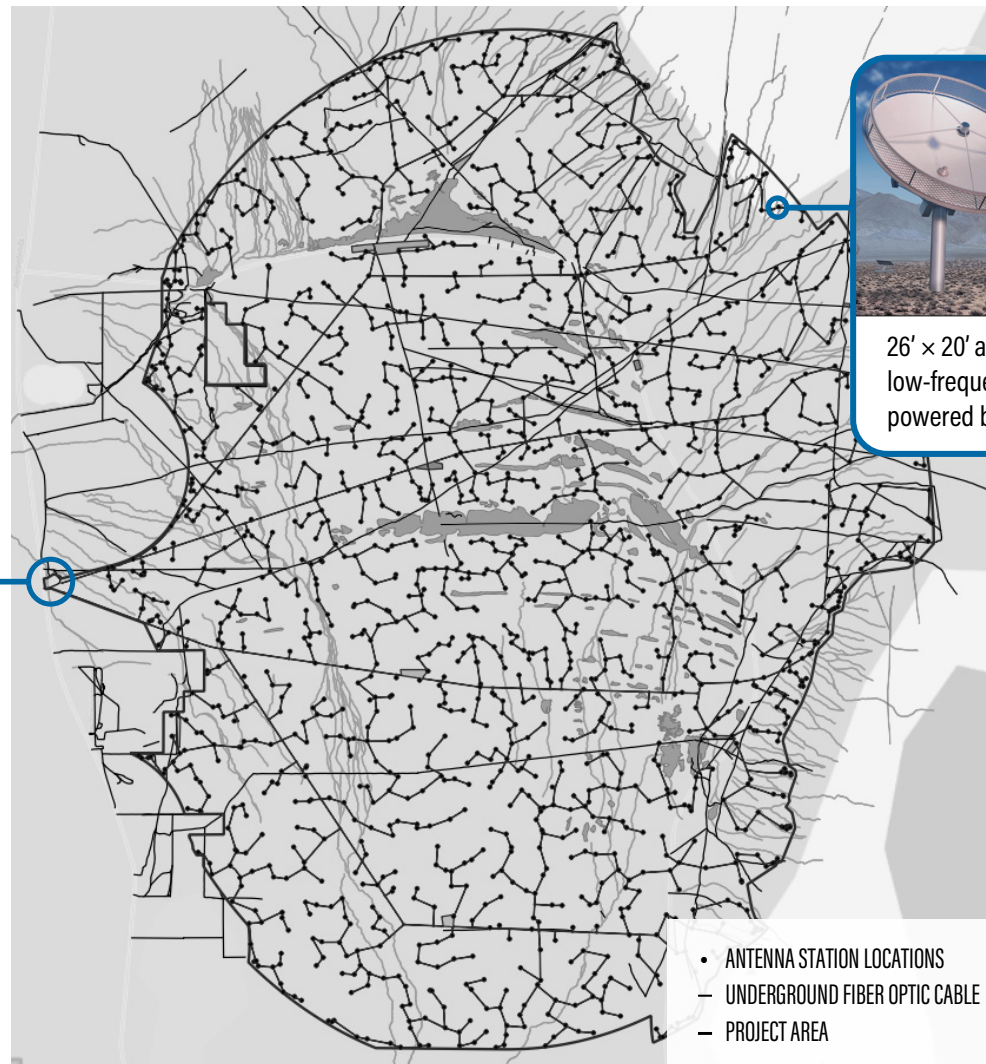 26' × 20' a
low-freque
powered b
• ANTENNA STATION LOCATIONS
– UNDERGROUND FIBER OPTIC CABLE
– PROJECT AREA